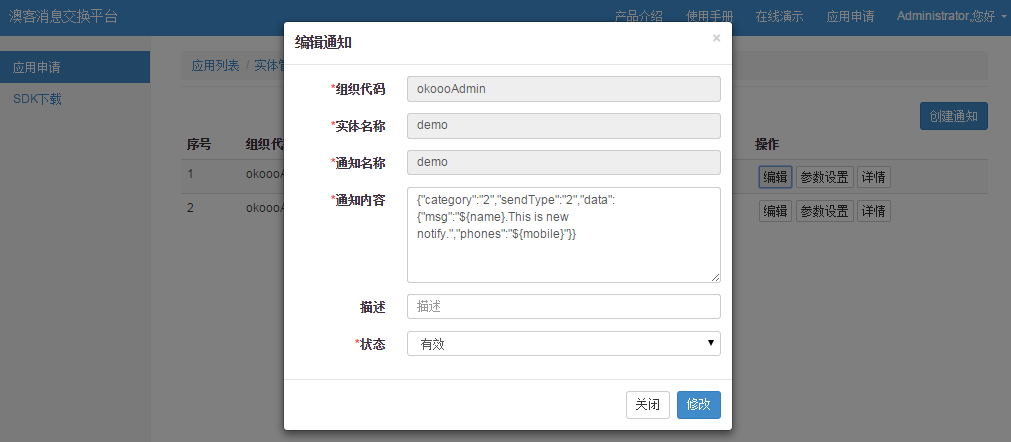 澳客消息交换平台
产品介绍 使用手册 在线演示 应用申请 Administrator,您好
应用申请
SDK下载
应用列表 / 实体管
创建通知
序号 组织代 操作
1 okoooA 编辑 参数设置 详情
2 okoooA 编辑 参数设置 详情
编辑通知 ×
*组织代码 okoooAdmin
*实体名称 demo
*通知名称 demo
*通知内容 {"category":"2","sendType":"2","data":
{"msg":"${name}.This is new
notify.","phones":"${mobile}"}}
描述 描述
*状态 有效
关闭 修改